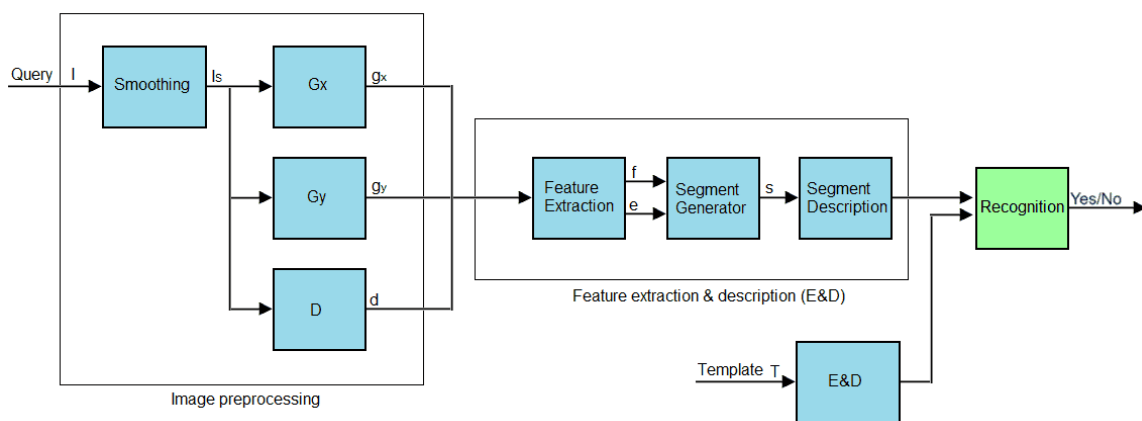 Query I
Smoothing
Is
Gx
gx
Gy
gy
D
d
Image preprocessing
Feature
Extraction
f
e
Segment
Generator
s
Segment
Description
Feature extraction & description (E&D)
Recognition
Yes/No
Template T
E&D